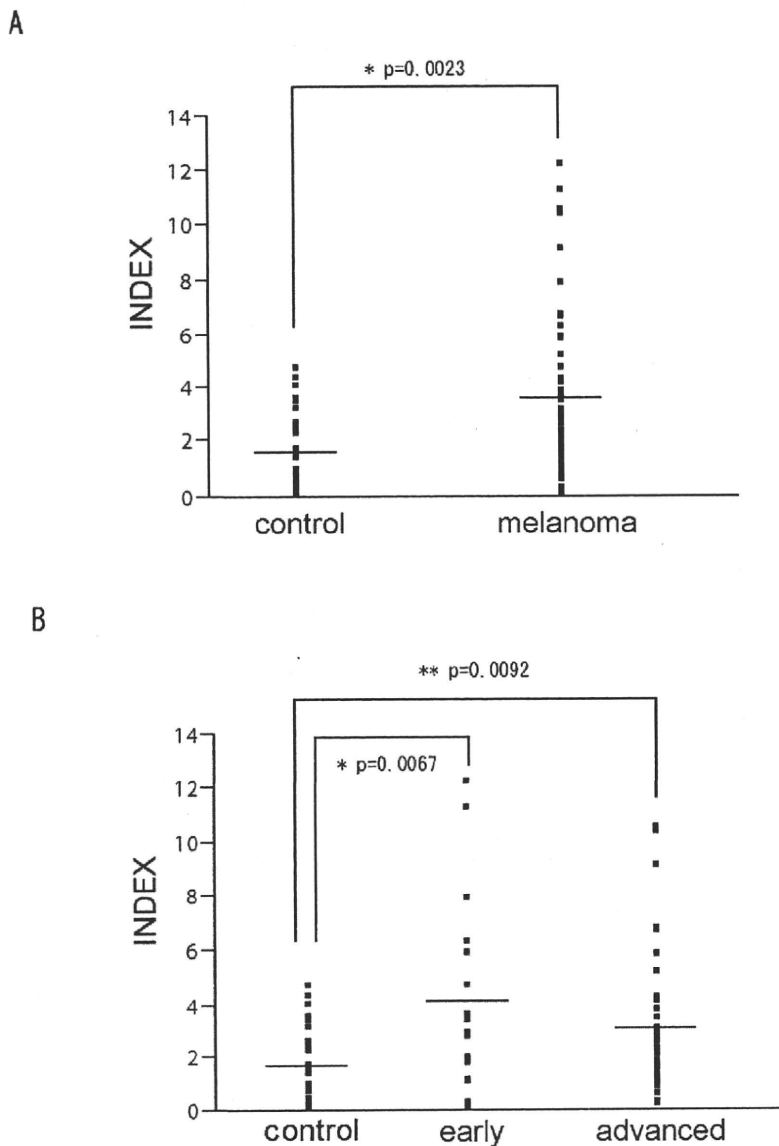 A
* p=0.0023
14
12
10
8
6
4
2
0
INDEX
control melanoma
B
** p=0.0092
* p=0.0067
14
12
10
8
6
4
2
0
INDEX
control early advanced